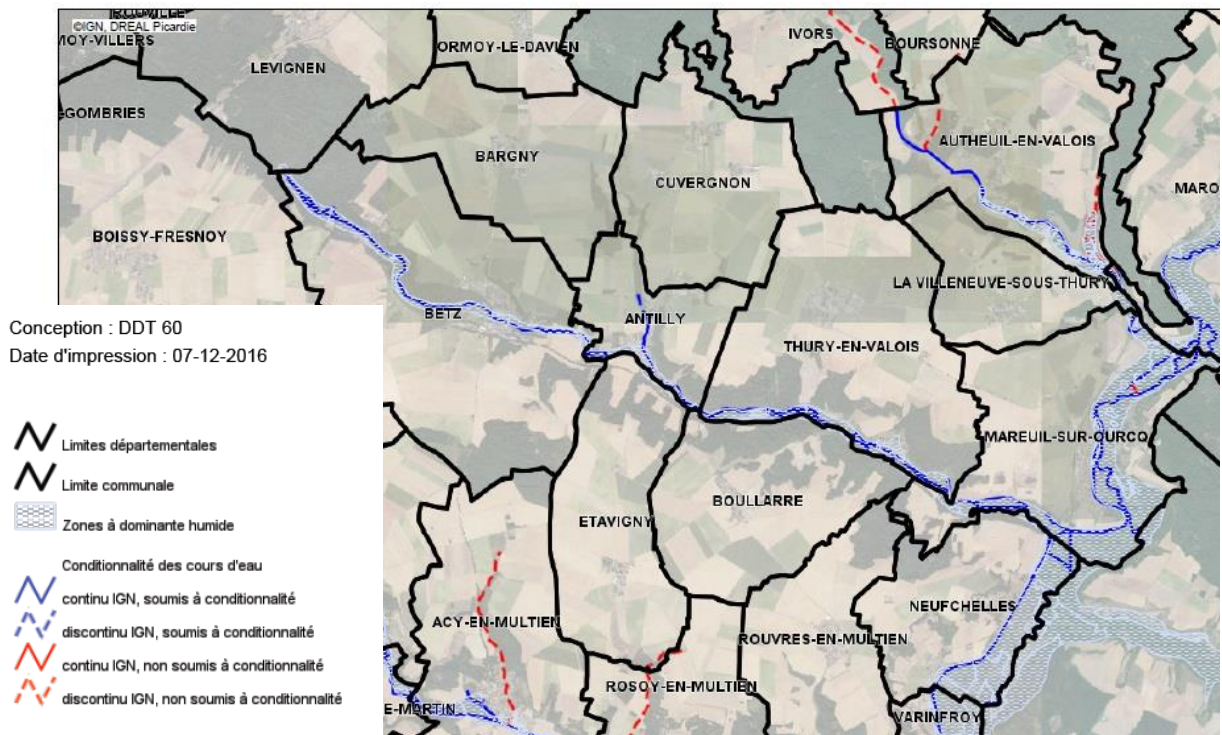 ©IGN, DREAL Picardie
ROUVILLE
MOY-VILLERS
ORMOY-LE-DAVIEN
IVORS
BOURSONNE
LEVIGNEN
GGOMBRIES
AUTHEUIL-EN-VALOIS
BARGNY
CUVERGNON
MARO
BOISSY-FRESNOY
LA VILLENEUVE-SOUS-THURY
BETZ
ANTILLY
THURY-EN-VALOIS
MAREUIL-SUR-OURCQ
BOULLARRE
ETAVIGNY
NEUFCHELLES
ACY-EN-MULTIEN
ROUVRES-EN-MULTIEN
ROSOY-EN-MULTIEN
E-MARTIN
VARINFROY
Conception : DDT 60
Date d'impression : 07-12-2016
Limites départementales
Limite communale
Zones à dominante humide
Conditionnalité des cours d'eau
continu IGN, soumis à conditionnalité
discontinu IGN, soumis à conditionnalité
continu IGN, non soumis à conditionnalité
discontinu IGN, non soumis à conditionnalité